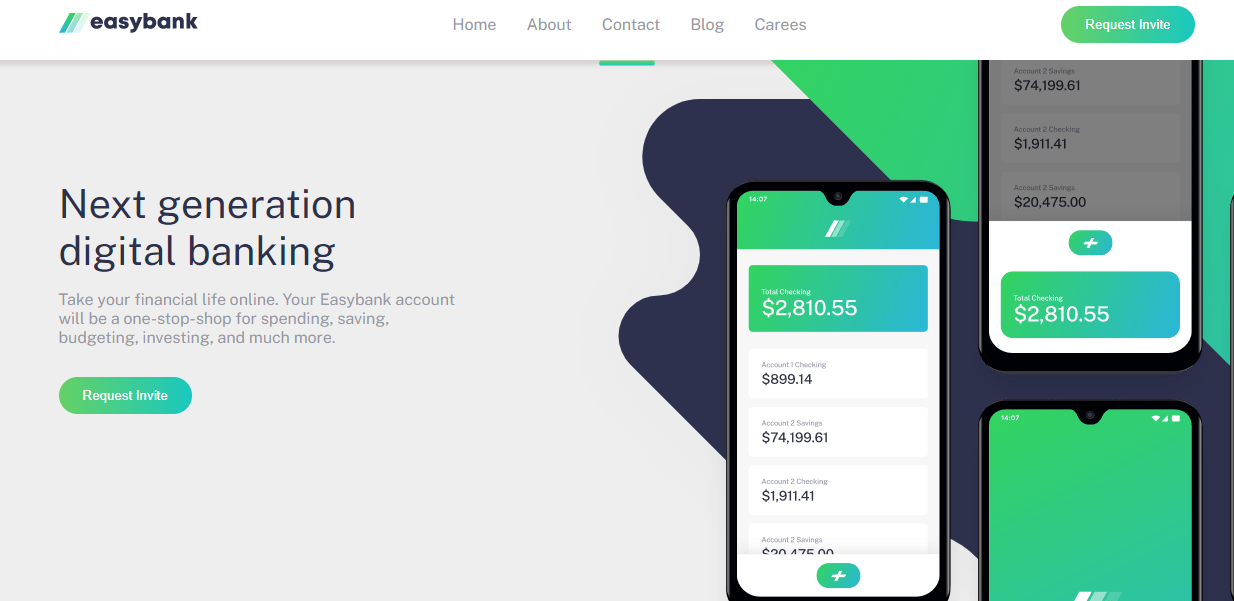 easybank
Home
About
Contact
Blog
Carees
Request Invite
Next generation
digital banking
Take your financial life online. Your Easybank account
will be a one-stop-shop for spending, saving,
budgeting, investing, and much more.
Request Invite
14:07
Total Checking
$2,810.55
Account 1 Checking
$899.14
Account 2 Savings
$74,199.61
Account 2 Checking
$1,911.41
Account 2 Savings
$20,475.00
Account 2 Savings
$74,199.61
Account 2 Checking
$1,911.41
Account 2 Savings
$20,475.00
Total Checking
$2,810.55
14:07